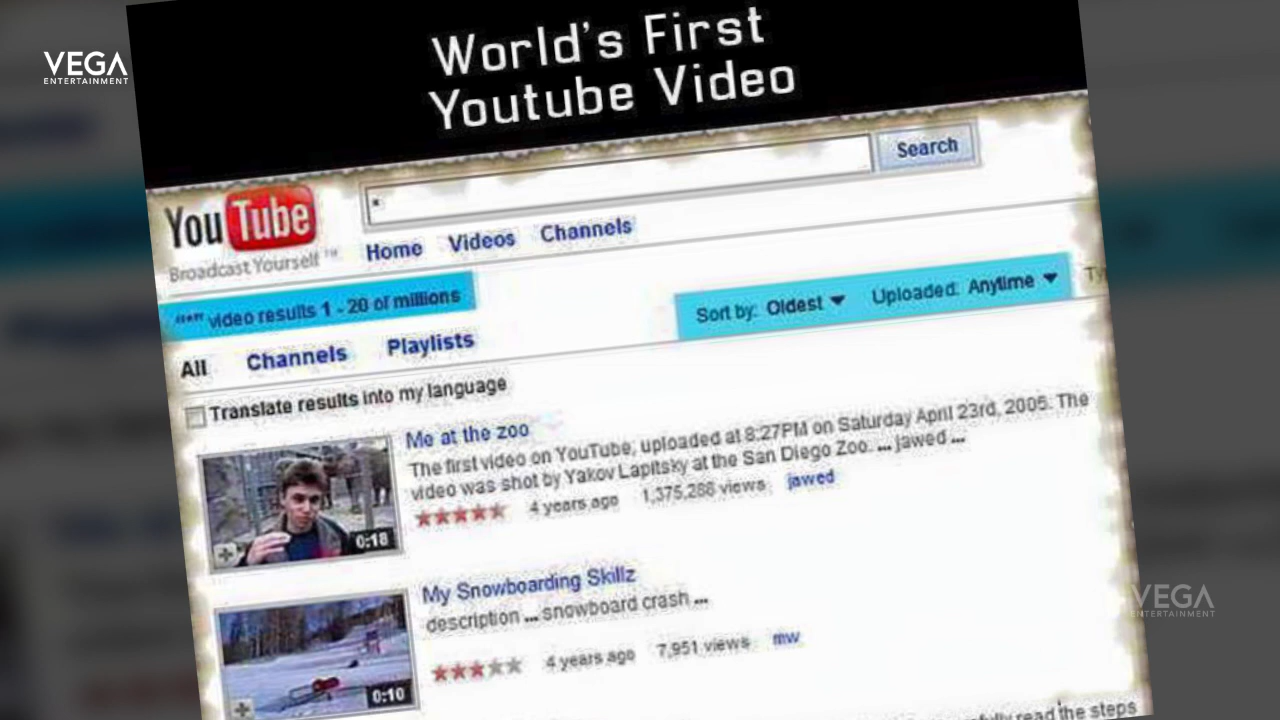 VEGA
ENTERTAINMENT
World's First
Youtube Video
YouTube
Broadcast Yourself™
Search
Home Videos Channels
"*" video results 1 - 20 of millions
Sort by: Oldest Uploaded: Anytime
All Channels Playlists
Translate results into my language
Me at the zoo
The first video on YouTube, uploaded at 8:27PM on Saturday April 23rd, 2005. The
video was shot by Yakov Lapitsky at the San Diego Zoo. ... jawed ...
4 years ago 1,375,288 views jawed
0:18
My Snowboarding Skillz
description ... snowboard crash ...
4 years ago 7,951 views mw
0:10
VEGA
ENTERTAINMENT
read the steps